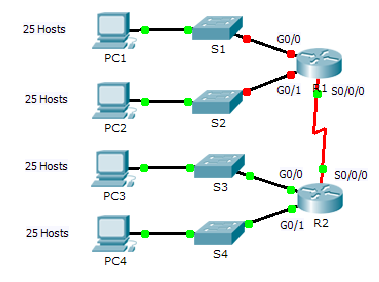 25 Hosts
PC1
S1
G0/0
R1
25 Hosts
PC2
S2
G0/1
S0/0/0
25 Hosts
PC3
S3
G0/0
S0/0/0
25 Hosts
PC4
S4
G0/1
R2